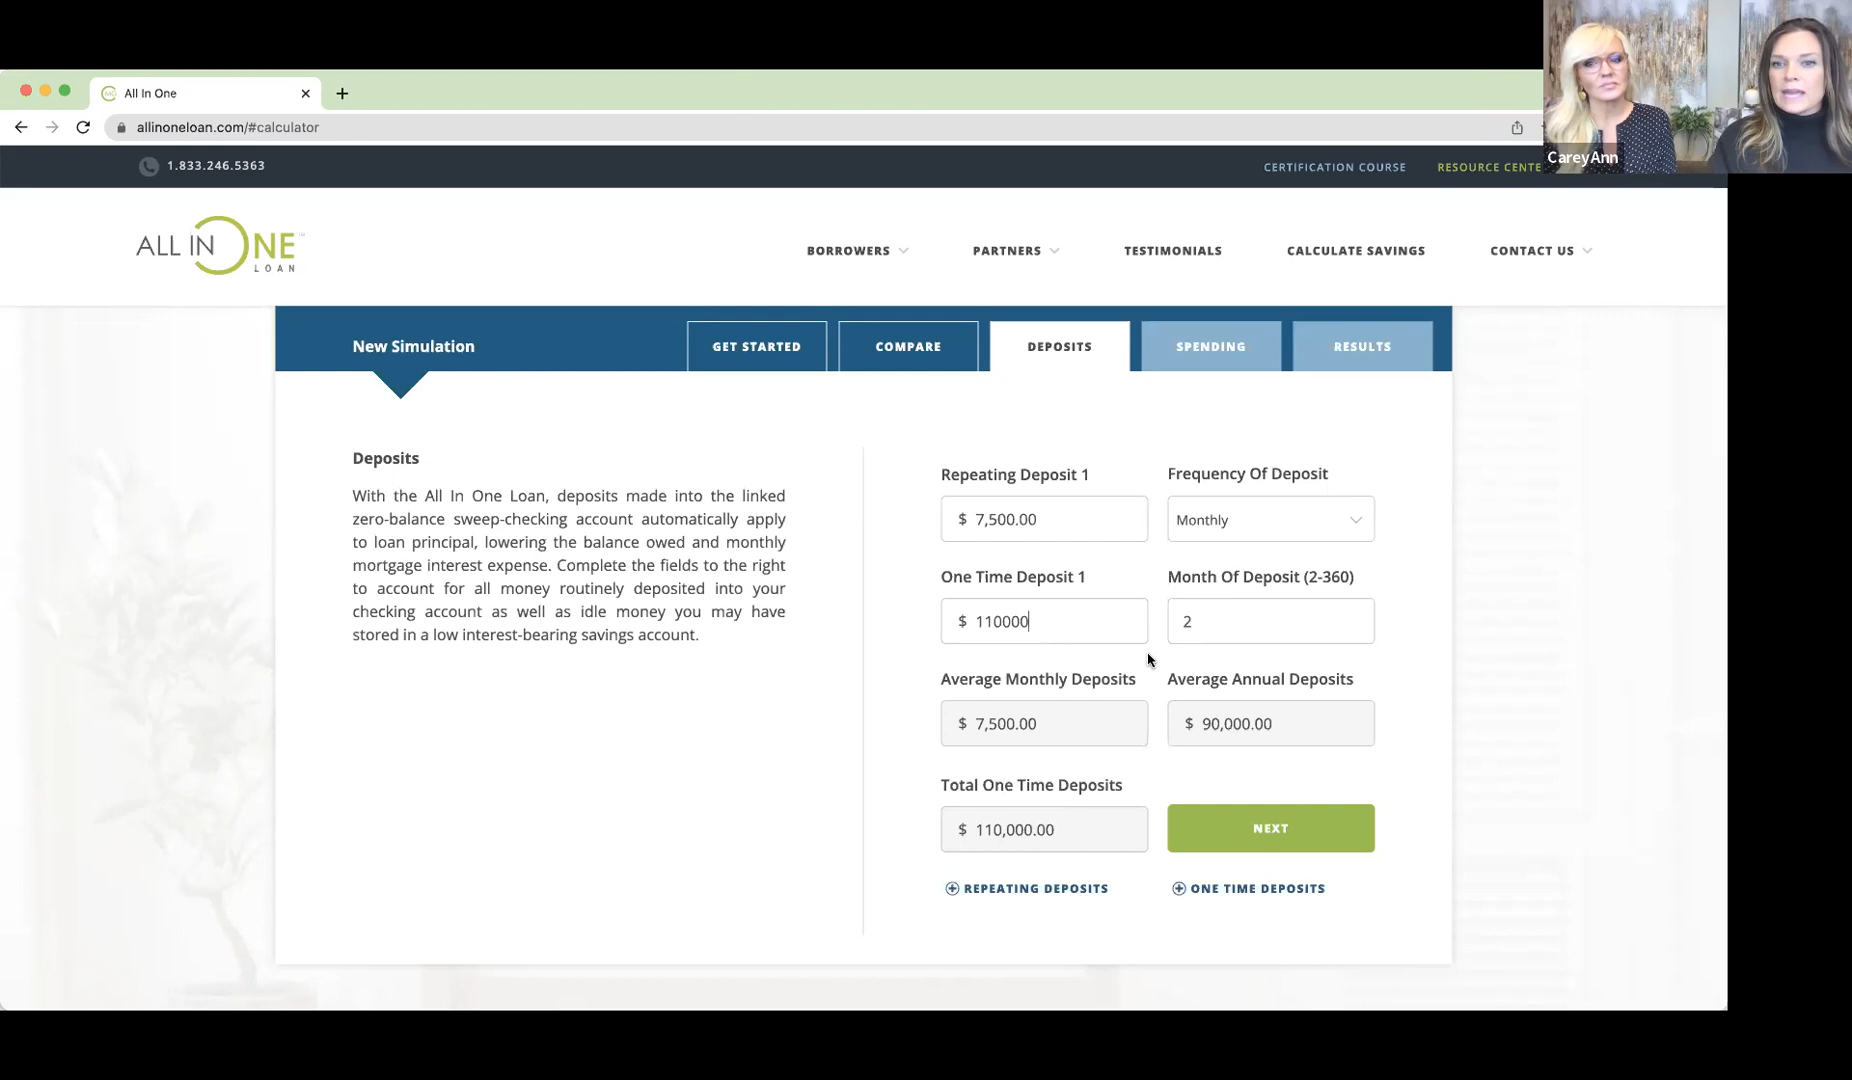 All In One
allinoneloan.com/#calculator
1.833.246.5363
CERTIFICATION COURSE
RESOURCE CENTE
CareyAnn
ALL IN ONE
LOAN
BORROWERS
PARTNERS
TESTIMONIALS
CALCULATE SAVINGS
CONTACT US
New Simulation
GET STARTED
COMPARE
DEPOSITS
SPENDING
RESULTS
Deposits
With the All In One Loan, deposits made into the linked
zero-balance sweep-checking account automatically apply
to loan principal, lowering the balance owed and monthly
mortgage interest expense. Complete the fields to the right
to account for all money routinely deposited into your
checking account as well as idle money you may have
stored in a low interest-bearing savings account.
Repeating Deposit 1
Frequency Of Deposit
$ 7,500.00
Monthly
One Time Deposit 1
Month Of Deposit (2-360)
$ 110000
2
Average Monthly Deposits
Average Annual Deposits
$ 7,500.00
$ 90,000.00
Total One Time Deposits
$ 110,000.00
NEXT
REPEATING DEPOSITS
ONE TIME DEPOSITS